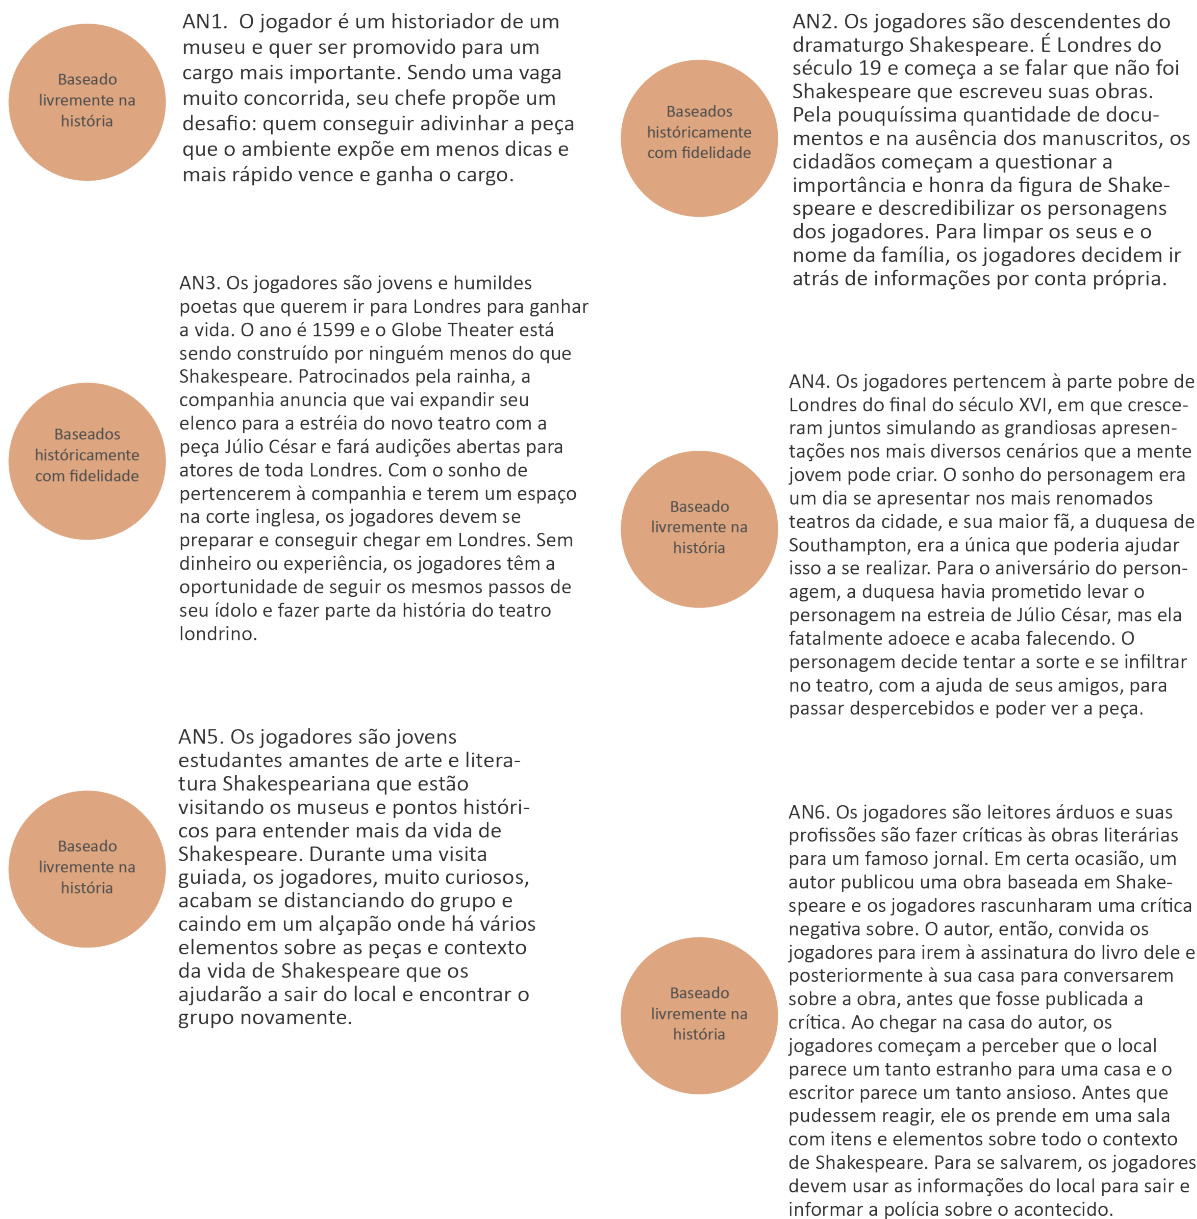 Baseado
livremente na
história
AN1.  O jogador é um historiador de um
museu e quer ser promovido para um
cargo mais importante. Sendo uma vaga
muito concorrida, seu chefe propõe um
desafio: quem conseguir adivinhar a peça
que o ambiente expõe em menos dicas e
mais rápido vence e ganha o cargo.
Baseados
históricamente
com fidelidade
AN2. Os jogadores são descendentes do
dramaturgo Shakespeare. É Londres do
século 19 e começa a se falar que não foi
Shakespeare que escreveu suas obras.
Pela pouquíssima quantidade de docu-
mentos e na ausência dos manuscritos, os
cidadãos começam a questionar a
importância e honra da figura de Shake-
speare e descredibilizar os personagens
dos jogadores. Para limpar os seus e o
nome da família, os jogadores decidem ir
atrás de informações por conta própria.
Baseados
históricamente
com fidelidade
AN3. Os jogadores são jovens e humildes
poetas que querem ir para Londres para ganhar
a vida. O ano é 1599 e o Globe Theater está
sendo construído por ninguém menos do que
Shakespeare. Patrocinados pela rainha, a
companhia anuncia que vai expandir seu
elenco para a estréia do novo teatro com a
peça Júlio César e fará audições abertas para
atores de toda Londres. Com o sonho de
pertencerem à companhia e terem um espaço
na corte inglesa, os jogadores devem se
preparar e conseguir chegar em Londres. Sem
dinheiro ou experiência, os jogadores têm a
oportunidade de seguir os mesmos passos de
seu ídolo e fazer parte da história do teatro
londrino.
Baseado
livremente na
história
AN4. Os jogadores pertencem à parte pobre de
Londres do final do século XVI, em que cresce-
ram juntos simulando as grandiosas apresen-
tações nos mais diversos cenários que a mente
jovem pode criar. O sonho do personagem era
um dia se apresentar nos mais renomados
teatros da cidade, e sua maior fã, a duquesa de
Southampton, era a única que poderia ajudar
isso a se realizar. Para o aniversário do person-
agem, a duquesa havia prometido levar o
personagem na estreia de Júlio César, mas ela
fatalmente adoece e acaba falecendo. O
personagem decide tentar a sorte e se infiltrar
no teatro, com a ajuda de seus amigos, para
passar despercebidos e poder ver a peça.
Baseado
livremente na
história
AN5. Os jogadores são jovens
estudantes amantes de arte e litera-
tura Shakespeariana que estão
visitando os museus e pontos históri-
cos para entender mais da vida de
Shakespeare. Durante uma visita
guiada, os jogadores, muito curiosos,
acabam se distanciando do grupo e
caindo em um alçapão onde há vários
elementos sobre as peças e contexto
da vida de Shakespeare que os
ajudarão a sair do local e encontrar o
grupo novamente.
Baseado
livremente na
história
AN6. Os jogadores são leitores árduos e suas
profissões são fazer críticas às obras literárias
para um famoso jornal. Em certa ocasião, um
autor publicou uma obra baseada em Shake-
speare e os jogadores rascunharam uma crítica
negativa sobre. O autor, então, convida os
jogadores para irem à assinatura do livro dele e
posteriormente à sua casa para conversarem
sobre a obra, antes que fosse publicada a
crítica. Ao chegar na casa do autor, os
jogadores começam a perceber que o local
parece um tanto estranho para uma casa e o
escritor parece um tanto ansioso. Antes que
pudessem reagir, ele os prende em uma sala
com itens e elementos sobre todo o contexto
de Shakespeare. Para se salvarem, os jogadores
devem usar as informações do local para sair e
informar a polícia sobre o acontecido.